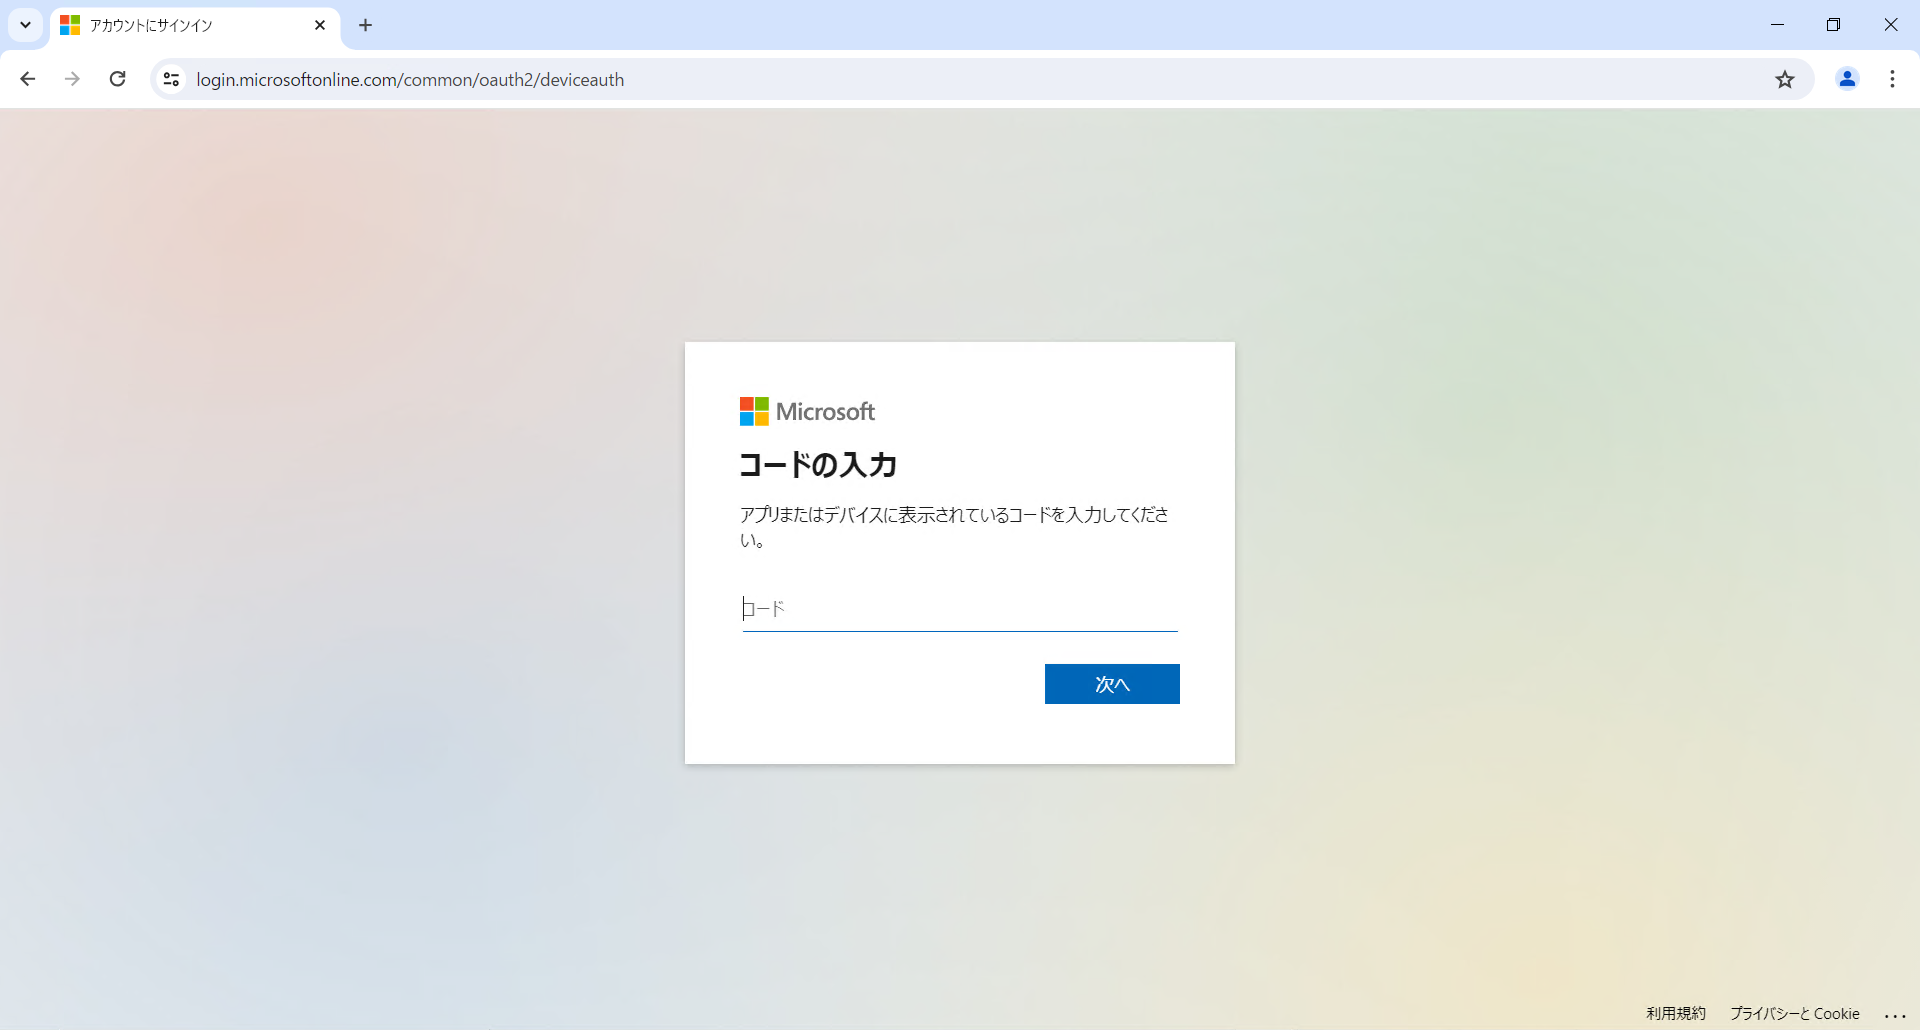 アカウントにサインイン
login.microsoftonline.com/common/oauth2/deviceauth
Microsoft
コードの入力
アプリまたはデバイスに表示されているコードを入力してくださ
い。
コード
次へ
利用規約 プライバシーと Cookie ...